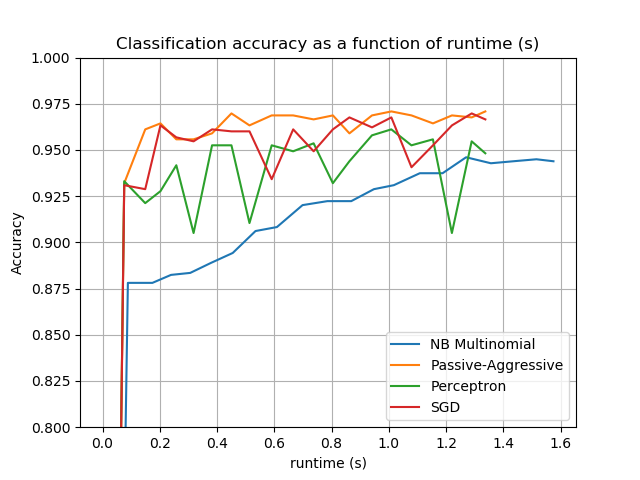 Classification accuracy as a function of runtime (s)
1.000
0.975
0.950
0.925
0.900
0.875
0.850
0.825
0.800
Accuracy
NB Multinomial
Passive-Aggressive
Perceptron
SGD
0.0 0.2 0.4 0.6 0.8 1.0 1.2 1.4 1.6
runtime (s)